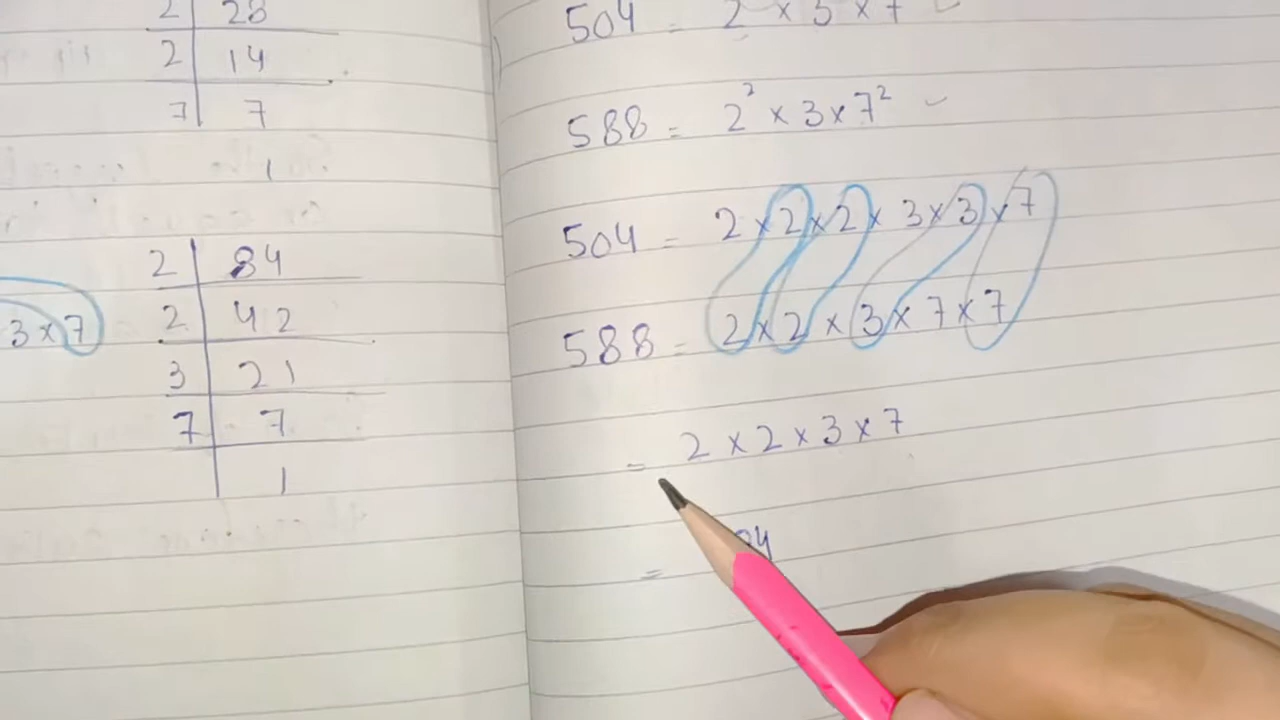 2 | 28
2 | 14
7 | 7
1
3 × 7
2 | 84
2 | 42
3 | 21
7 | 7
1
504 =
588 = 2² × 3 × 7²
504 = 2 × 2 × 2 × 3 × 3 × 7
588 = 2 × 2 × 3 × 7 × 7
= 2 × 2 × 3 × 7
=